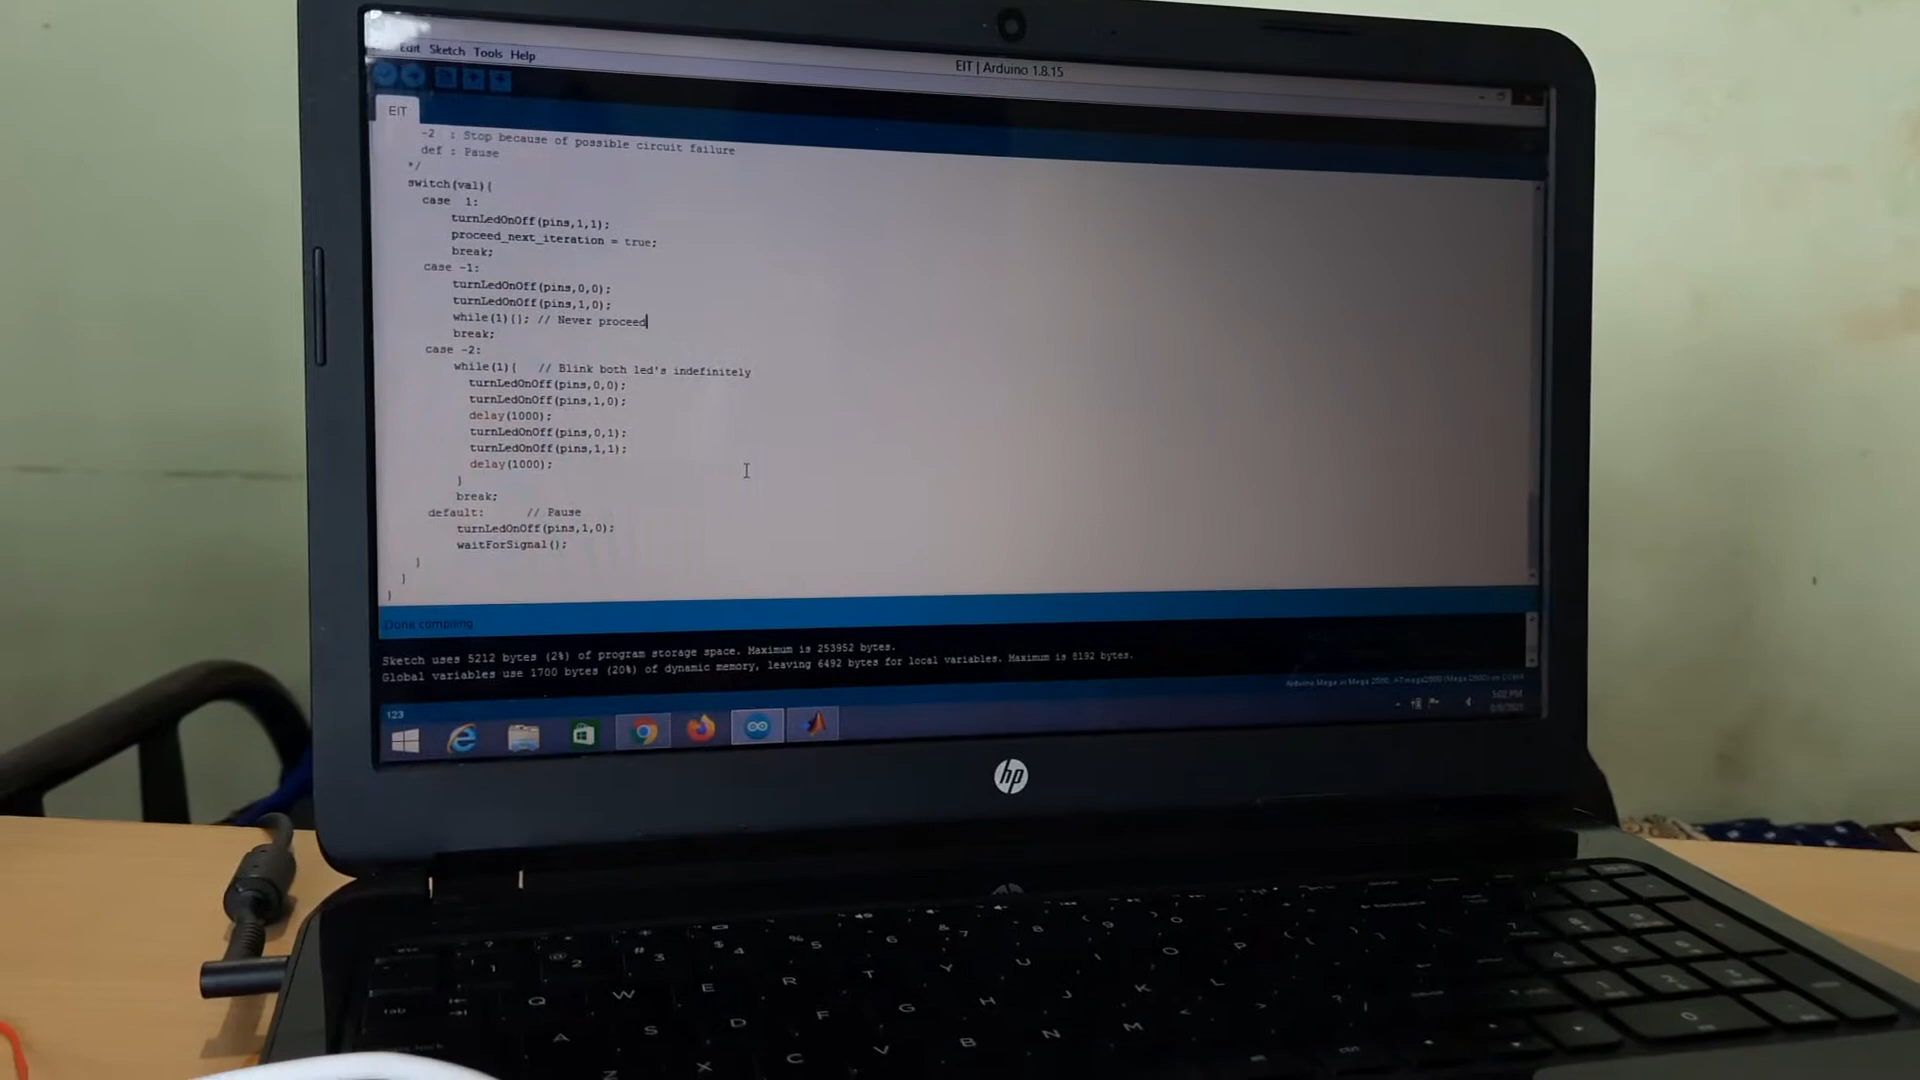 Edit Sketch Tools Help
EIT | Arduino 1.8.15
EIT
-2 : Stop because of possible circuit failure
def : Pause
*/
switch(val){
case 1:
turnLedOnOff(pins,1,1);
proceed_next_iteration = true;
break;
case -1:
turnLedOnOff(pins,0,0);
turnLedOnOff(pins,1,0);
while(1){}; // Never proceed
break;
case -2:
while(1){ // Blink both led's indefinitely
turnLedOnOff(pins,0,0);
turnLedOnOff(pins,1,0);
delay(1000);
turnLedOnOff(pins,0,1);
turnLedOnOff(pins,1,1);
delay(1000);
}
break;
default: // Pause
turnLedOnOff(pins,1,0);
waitForSignal();
}
}
}
Done compiling
Sketch uses 5212 bytes (2%) of program storage space. Maximum is 253952 bytes.
Global variables use 1700 bytes (20%) of dynamic memory, leaving 6492 bytes for local variables. Maximum is 8192 bytes.
123
5:02 PM
hp
Q W E R T Y U I O P
A S D F G H J K L
Z X C V B N M